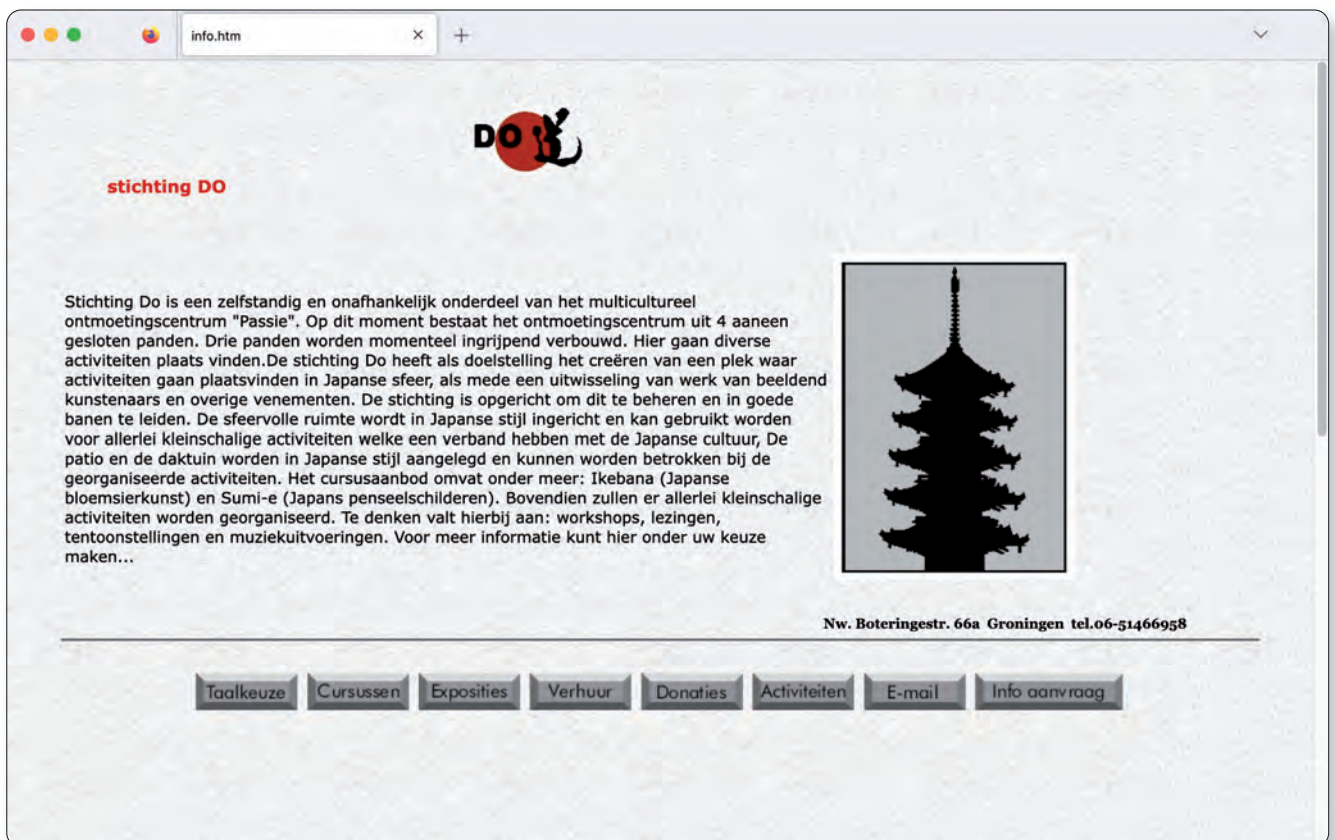 info.htm
DO
stichting DO
Stichting Do is een zelfstandig en onafhankelijk onderdeel van het multicultureel
ontmoetingscentrum "Passie". Op dit moment bestaat het ontmoetingscentrum uit 4 aaneen
gesloten panden. Drie panden worden momenteel ingrijpend verbouwd. Hier gaan diverse
activiteiten plaats vinden.De stichting Do heeft als doelstelling het creëren van een plek waar
activiteiten gaan plaatsvinden in Japanse sfeer, als mede een uitwisseling van werk van beeldend
kunstenaars en overige venementen. De stichting is opgericht om dit te beheren en in goede
banen te leiden. De sfeervolle ruimte wordt in Japanse stijl ingericht en kan gebruikt worden
voor allerlei kleinschalige activiteiten welke een verband hebben met de Japanse cultuur, De
patio en de daktuin worden in Japanse stijl aangelegd en kunnen worden betrokken bij de
georganiseerde activiteiten. Het cursusaanbod omvat onder meer: Ikebana (Japanse
bloemsierkunst) en Sumi-e (Japans penseelschilderen). Bovendien zullen er allerlei kleinschalige
activiteiten worden georganiseerd. Te denken valt hierbij aan: workshops, lezingen,
tentoonstellingen en muziekuitvoeringen. Voor meer informatie kunt hier onder uw keuze
maken...
Nw. Boteringestr. 66a Groningen tel.06-51466958
Taalkeuze Cursussen Exposities Verhuur Donaties Activiteiten E-mail Info aanvraag